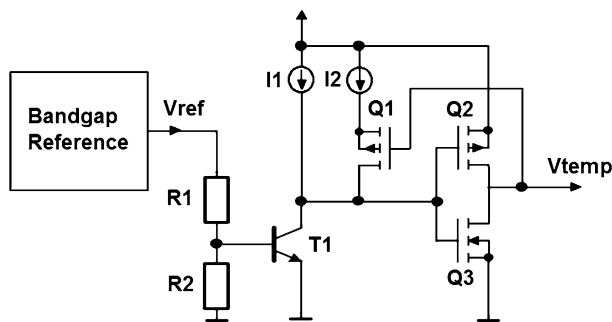 Bandgap
Reference
Vref
I1
I2
Q1
Q2
Vtemp
R1
T1
R2
Q3